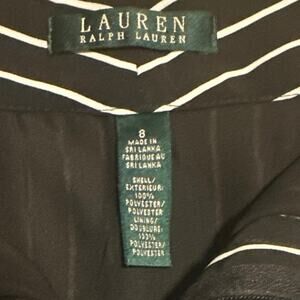 LAUREN
RALPH LAUREN
8
MADE IN
SRI LANKA
FABRIQUE AU
SRI LANKA
SHELL/
EXTERIEUR:
100%
POLYESTER/
POLYESTER
LINING/
DOUBLURE:
100%
POLYESTER/
POLYESTER